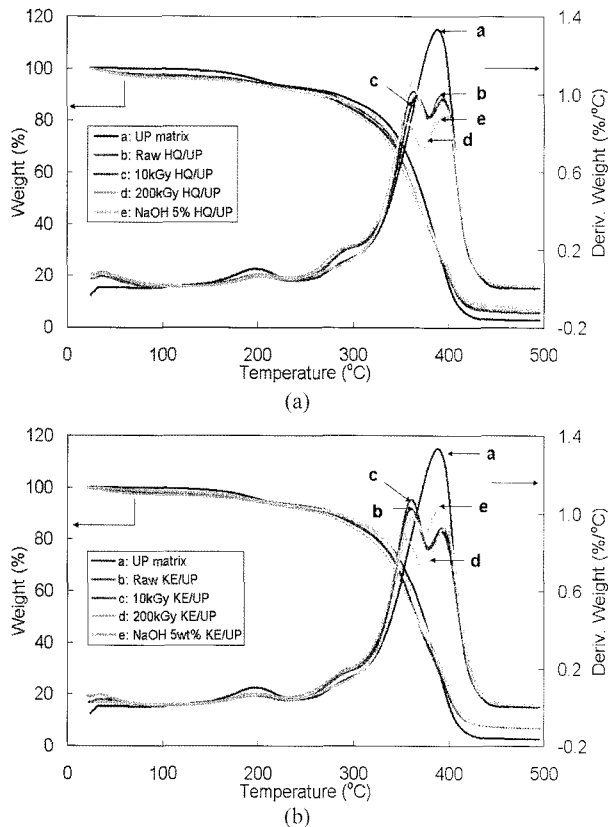 120
100
80
60
40
20
0
Weight (%)
1.4
1.0
0.6
0.2
-0.2
Deriv. Weight (%/°C)
a
b
c
d
e
a: UP matrix
b: Raw HQ/UP
c: 10kGy HQ/UP
d: 200kGy HQ/UP
e: NaOH 5% HQ/UP
0 100 200 300 400 500
Temperature (°C)
(a)
120
100
80
60
40
20
0
Weight (%)
1.4
1.0
0.6
0.2
-0.2
Deriv. Weight (%/°C)
a
c
b
e
d
a: UP matrix
b: Raw KE/UP
c: 10kGy KE/UP
d: 200kGy KE/UP
e: NaOH 5wt% KE/UP
0 100 200 300 400 500
Temperature (°C)
(b)